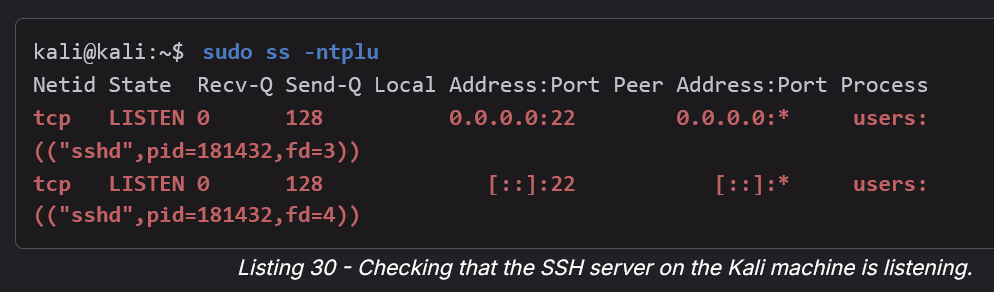 kali@kali:~$ sudo ss -ntplu
Netid State  Recv-Q Send-Q Local Address:Port Peer Address:Port Process
tcp   LISTEN 0      128          0.0.0.0:22        0.0.0.0:*     users:
(("sshd",pid=181432,fd=3))
tcp   LISTEN 0      128             [::]:22           [::]:*     users:
(("sshd",pid=181432,fd=4))
Listing 30 - Checking that the SSH server on the Kali machine is listening.